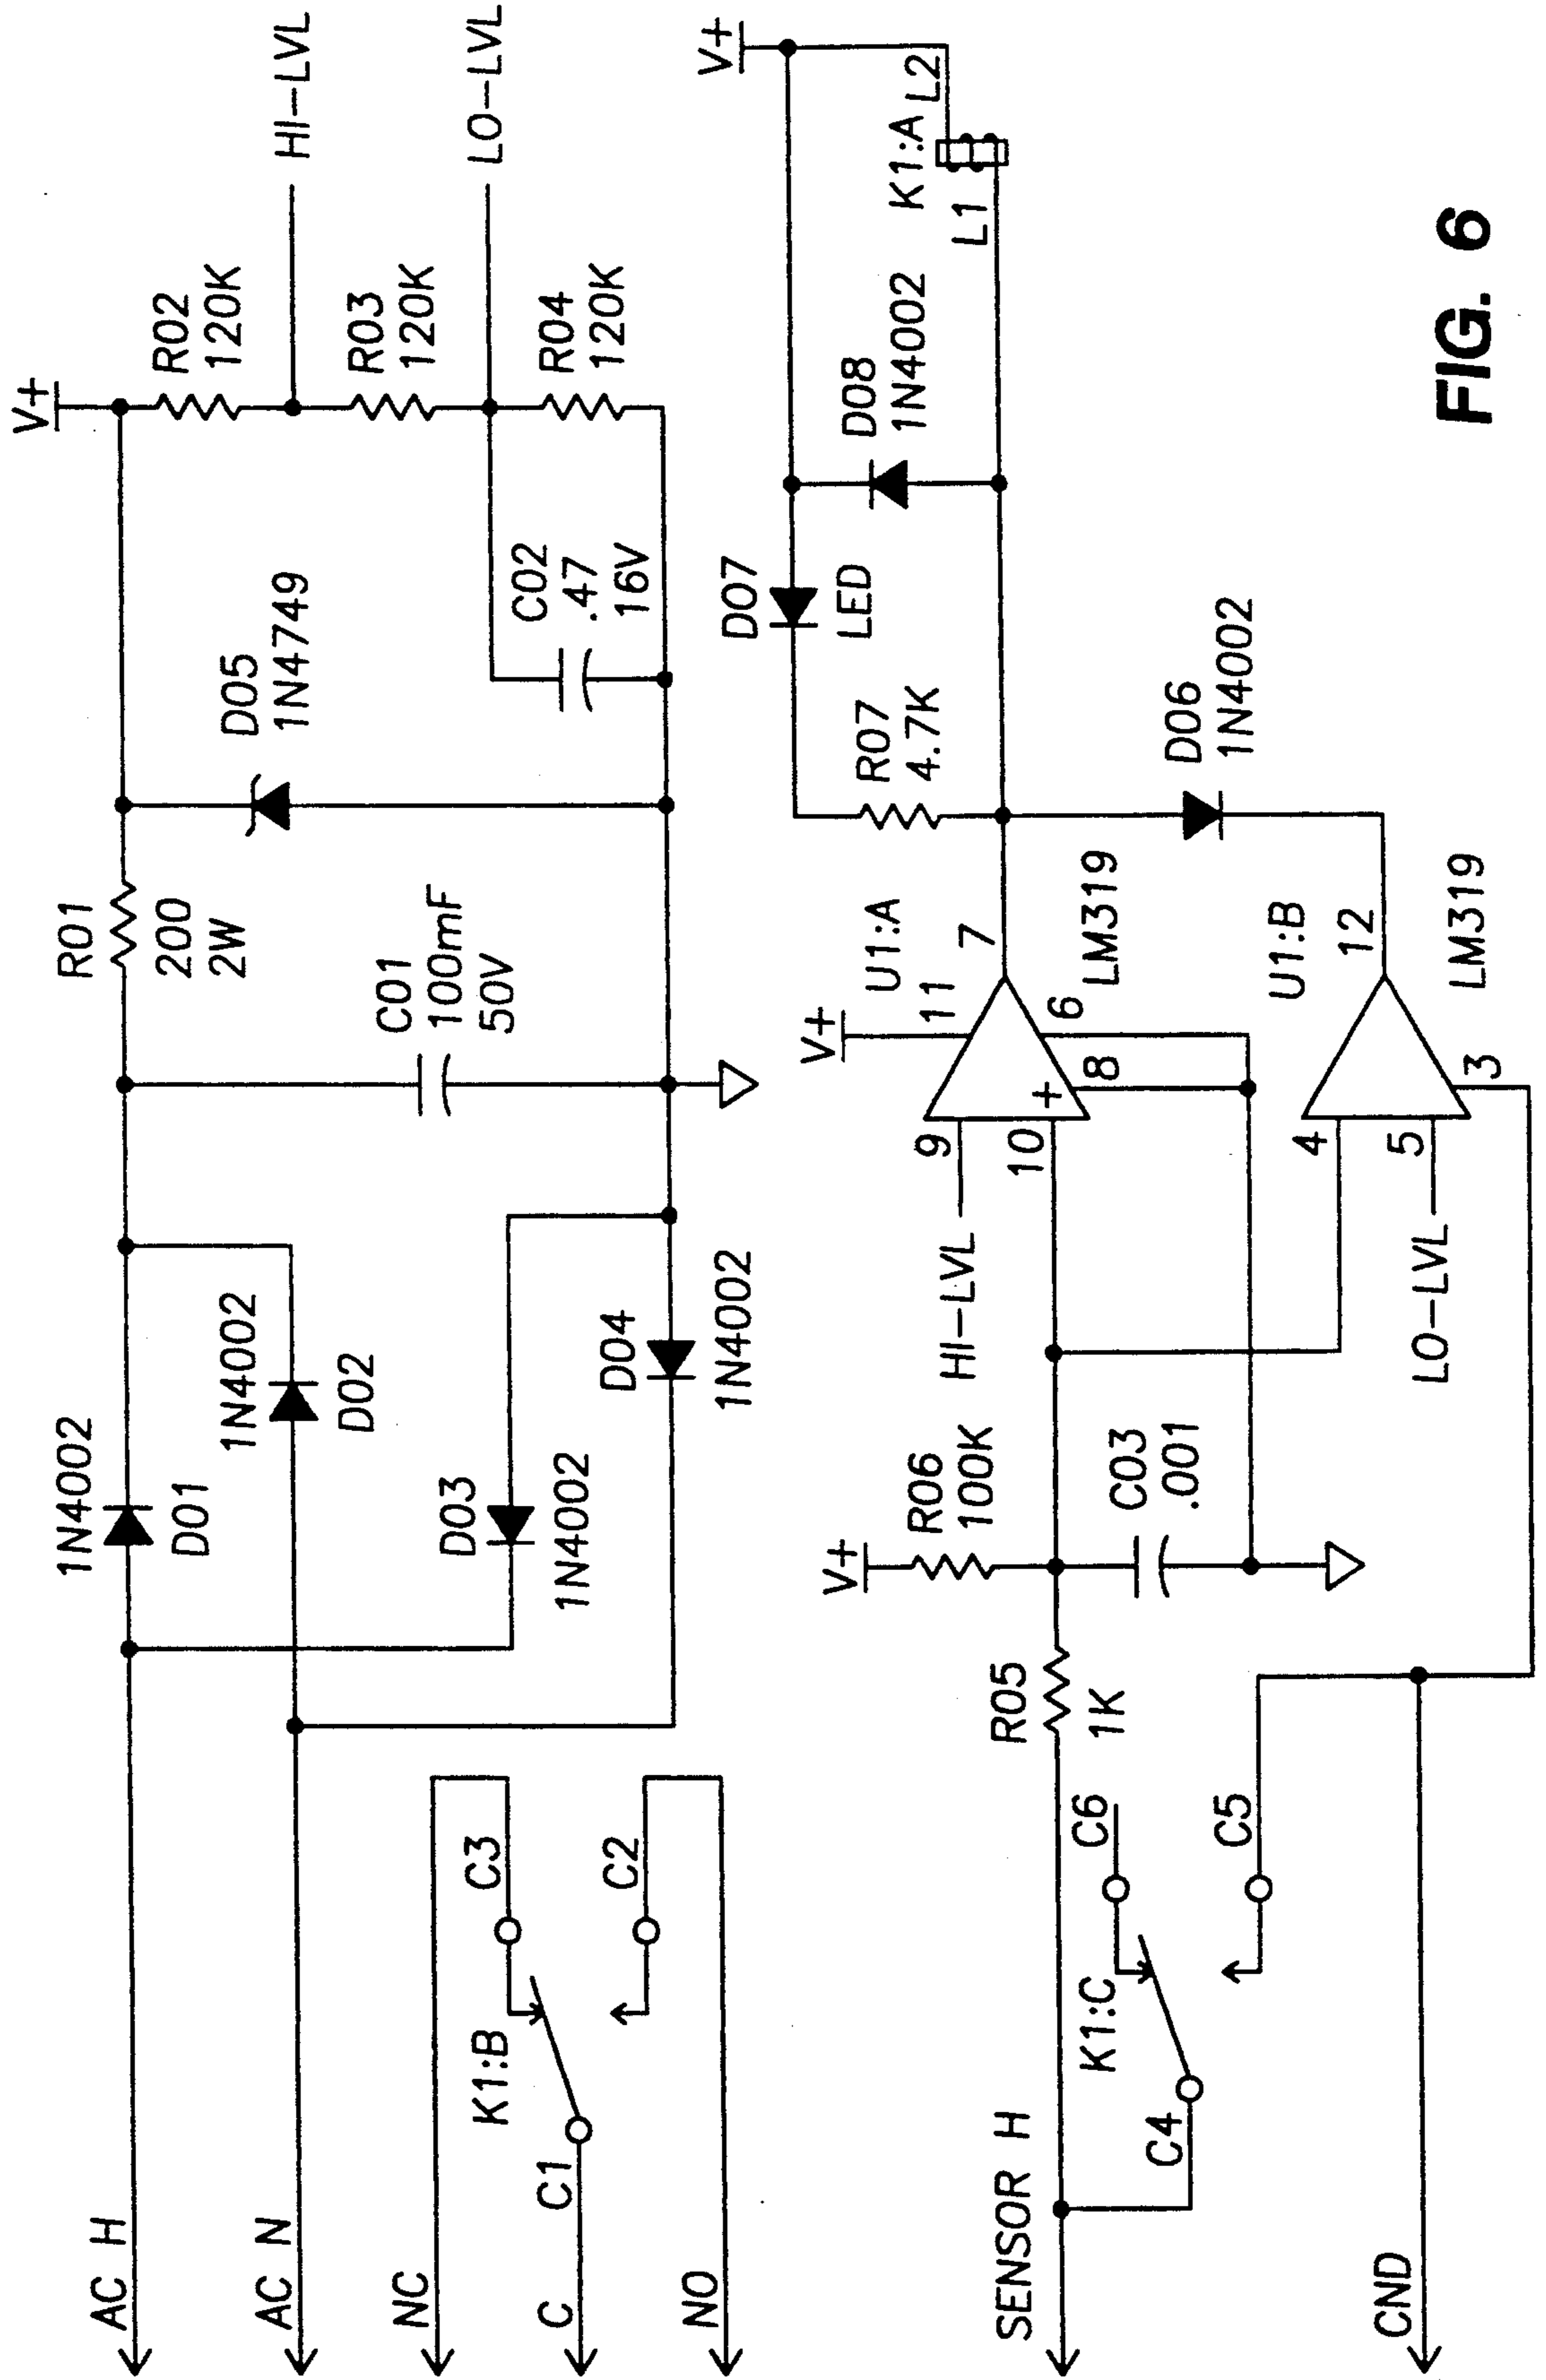 AC H
AC N
NC
C
NO
1N4002
D01
1N4002
D02
D03
1N4002
D04
1N4002
C1
K1:B
C3
C2
R01
200
2W
C01
100mF
50V
D05
1N4749
C02
.47
16V
V+
R02
120K
R03
120K
R04
120K
HI-LVL
LO-LVL
SENSOR H
CND
C4
K1:C
C6
C5
R05
1K
V+
R06
100K
C03
.001
HI-LVL
LO-LVL
9
10
+
4
5
V+
11
U1:A
7
8
6
LM319
U1:B
12
3
LM319
R07
4.7K
D07
LED
D06
1N4002
D08
1N4002
K1:A
L1
L2
V+
FIG. 6